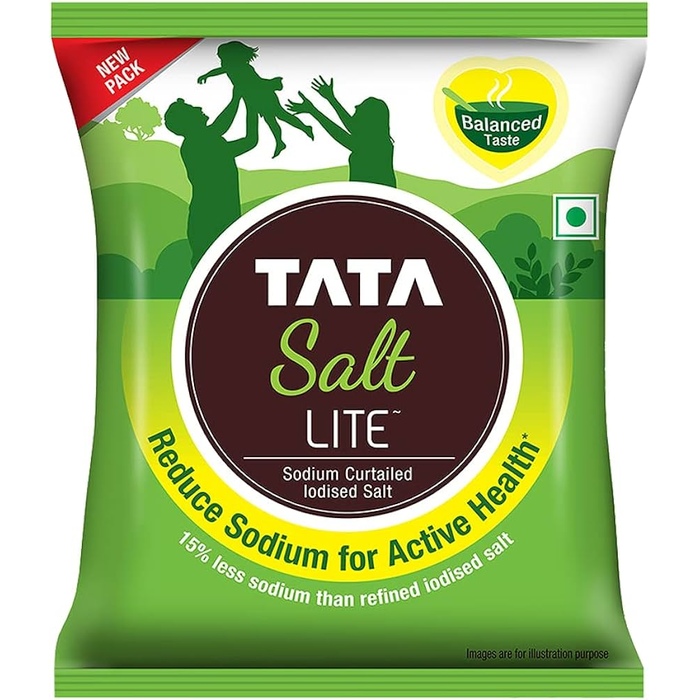 NEW
PACK
Balanced
Taste
TATA
Salt
LITE~
Sodium Curtailed
Iodised Salt
Reduce Sodium for Active Health*
15% less sodium than refined iodised salt
Images are for illustration purpose